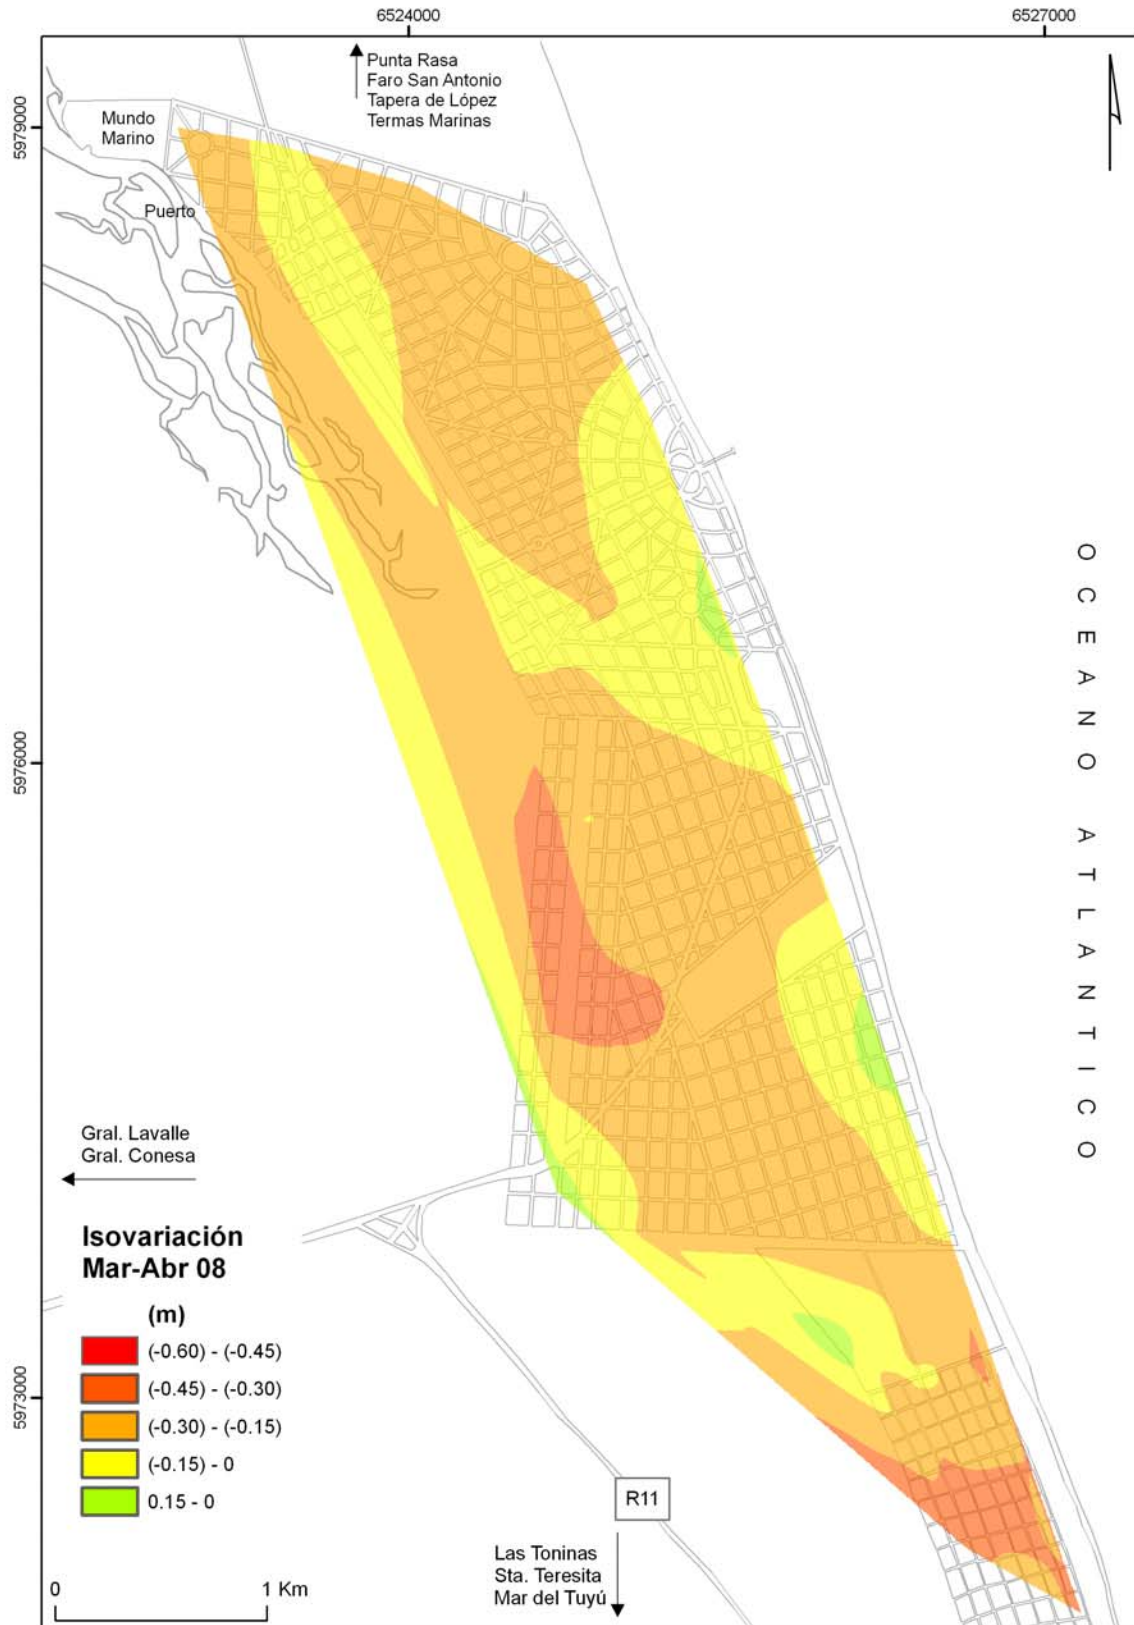 6524000
6527000
Punta Rasa
Faro San Antonio
Tapera de López
Termas Marinas
5979000
Mundo
Marino
Puerto
OCEANO ATLANTICO
5976000
Gral. Lavalle
Gral. Conesa
Isovariación
Mar-Abr 08
(m)
(-0.60) - (-0.45)
(-0.45) - (-0.30)
(-0.30) - (-0.15)
(-0.15) - 0
0.15 - 0
5973000
R11
Las Toninas
Sta. Teresita
Mar del Tuyú
0 1 Km